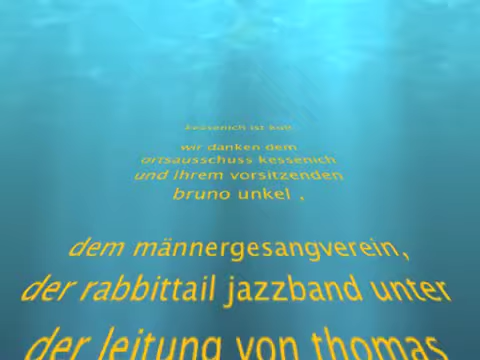 kessenich ist kult.
wir danken dem
ortsausschuss kessenich
und ihrem vorsitzenden
bruno unkel ,
dem männergesangverein,
der rabbittail jazzband unter
der leitung von thomas